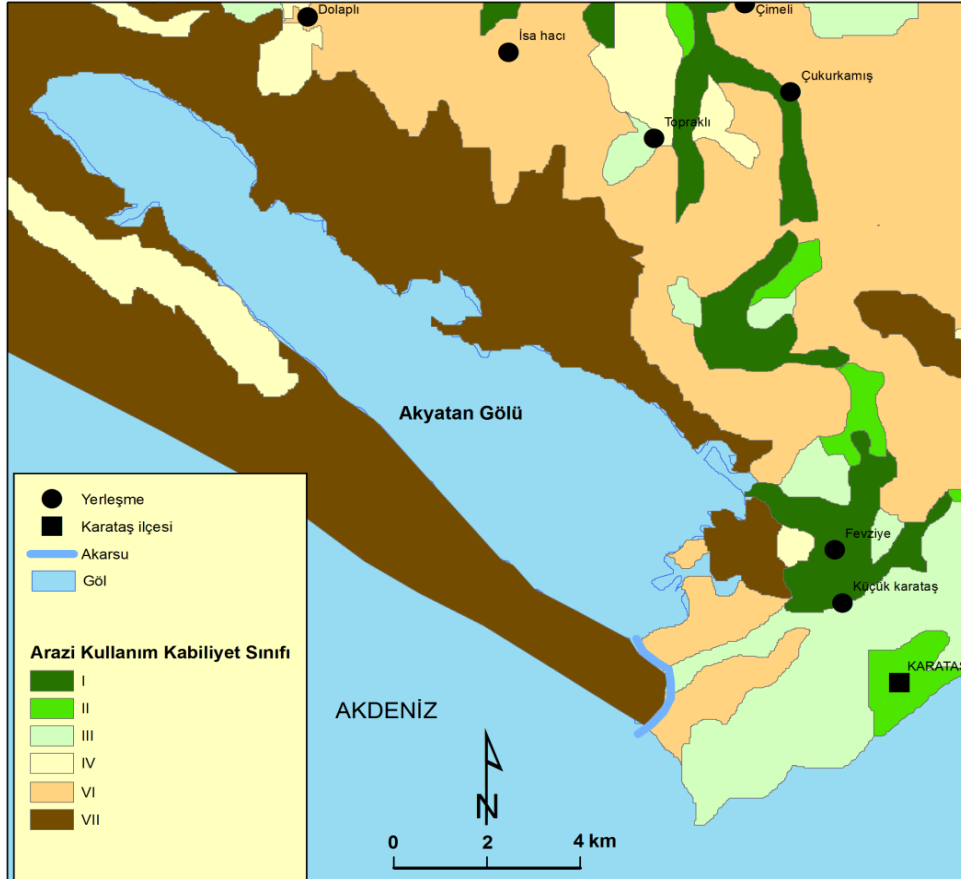 Dolaplı
Çimeli
İsa hacı
Çukurkamış
Topraklı
Akyatan Gölü
Fevziye
Küçük karataş
KARATAŞ
AKDENİZ
Yerleşme
Karataş ilçesi
Akarsu
Göl
Arazi Kullanım Kabiliyet Sınıfı
I
II
III
IV
VI
VII
N
0 2 4 km